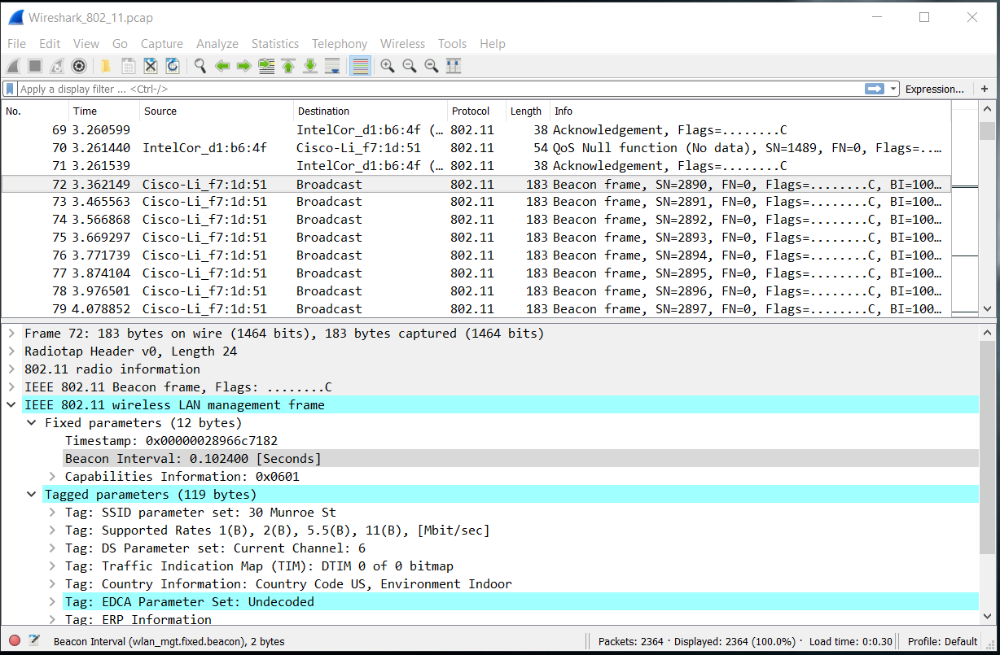 Wireshark_802_11.pcap
File Edit View Go Capture Analyze Statistics Telephony Wireless Tools Help
Apply a display filter ... <Ctrl-/> Expression... +
No. Time Source Destination Protocol Length Info
69 3.260599 IntelCor_d1:b6:4f (… 802.11 38 Acknowledgement, Flags=........C
70 3.261440 IntelCor_d1:b6:4f Cisco-Li_f7:1d:51 802.11 54 QoS Null function (No data), SN=1489, FN=0, Flags=..…
71 3.261539 IntelCor_d1:b6:4f (… 802.11 38 Acknowledgement, Flags=........C
72 3.362149 Cisco-Li_f7:1d:51 Broadcast 802.11 183 Beacon frame, SN=2890, FN=0, Flags=........C, BI=100…
73 3.465563 Cisco-Li_f7:1d:51 Broadcast 802.11 183 Beacon frame, SN=2891, FN=0, Flags=........C, BI=100…
74 3.566868 Cisco-Li_f7:1d:51 Broadcast 802.11 183 Beacon frame, SN=2892, FN=0, Flags=........C, BI=100…
75 3.669297 Cisco-Li_f7:1d:51 Broadcast 802.11 183 Beacon frame, SN=2893, FN=0, Flags=........C, BI=100…
76 3.771739 Cisco-Li_f7:1d:51 Broadcast 802.11 183 Beacon frame, SN=2894, FN=0, Flags=........C, BI=100…
77 3.874104 Cisco-Li_f7:1d:51 Broadcast 802.11 183 Beacon frame, SN=2895, FN=0, Flags=........C, BI=100…
78 3.976501 Cisco-Li_f7:1d:51 Broadcast 802.11 183 Beacon frame, SN=2896, FN=0, Flags=........C, BI=100…
79 4.078852 Cisco-Li_f7:1d:51 Broadcast 802.11 183 Beacon frame, SN=2897, FN=0, Flags=........C, BI=100…
Frame 72: 183 bytes on wire (1464 bits), 183 bytes captured (1464 bits)
Radiotap Header v0, Length 24
802.11 radio information
IEEE 802.11 Beacon frame, Flags: ........C
IEEE 802.11 wireless LAN management frame
Fixed parameters (12 bytes)
Timestamp: 0x00000028966c7182
Beacon Interval: 0.102400 [Seconds]
Capabilities Information: 0x0601
Tagged parameters (119 bytes)
Tag: SSID parameter set: 30 Munroe St
Tag: Supported Rates 1(B), 2(B), 5.5(B), 11(B), [Mbit/sec]
Tag: DS Parameter set: Current Channel: 6
Tag: Traffic Indication Map (TIM): DTIM 0 of 0 bitmap
Tag: Country Information: Country Code US, Environment Indoor
Tag: EDCA Parameter Set: Undecoded
Tag: ERP Information
Beacon Interval (wlan_mgt.fixed.beacon), 2 bytes Packets: 2364 · Displayed: 2364 (100.0%) · Load time: 0:0.30 Profile: Default